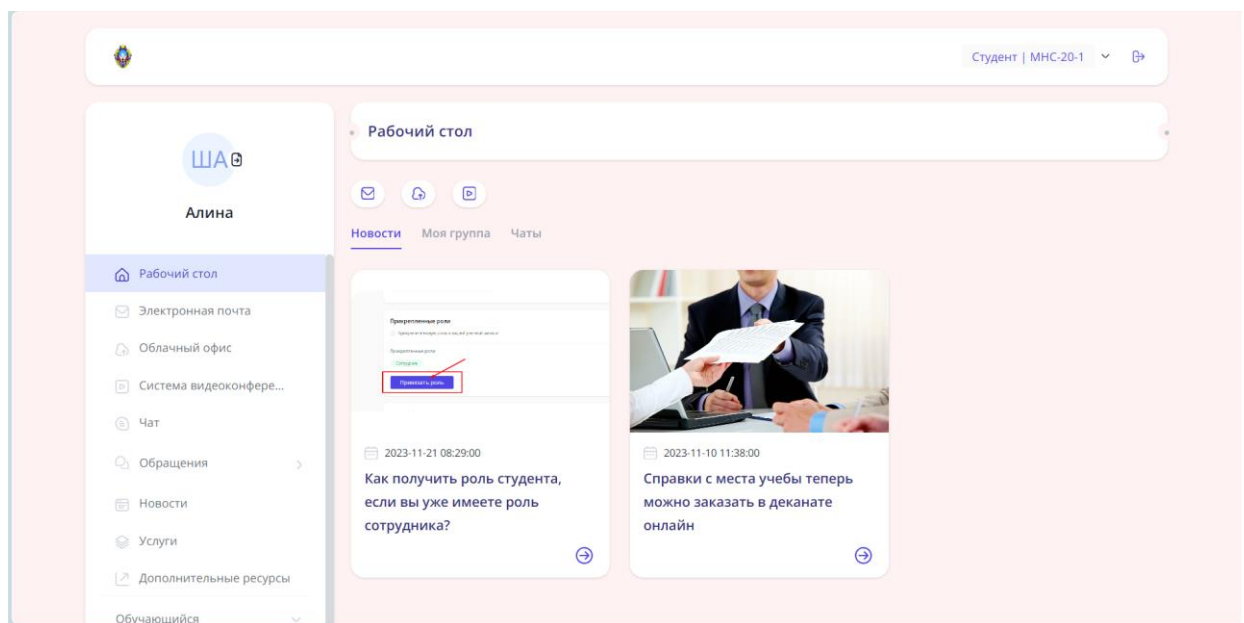 Студент | МНС-20-1
ША
Алина
Рабочий стол
Электронная почта
Облачный офис
Система видеоконфере...
Чат
Обращения
Новости
Услуги
Дополнительные ресурсы
Обучающийся
Рабочий стол
Новости Моя группа Чаты
Прикрепленные роли
Прикрепленные роли
Сотрудник
Привязать роль
2023-11-21 08:29:00
Как получить роль студента,
если вы уже имеете роль
сотрудника?
2023-11-10 11:38:00
Справки с места учебы теперь
можно заказать в деканате
онлайн